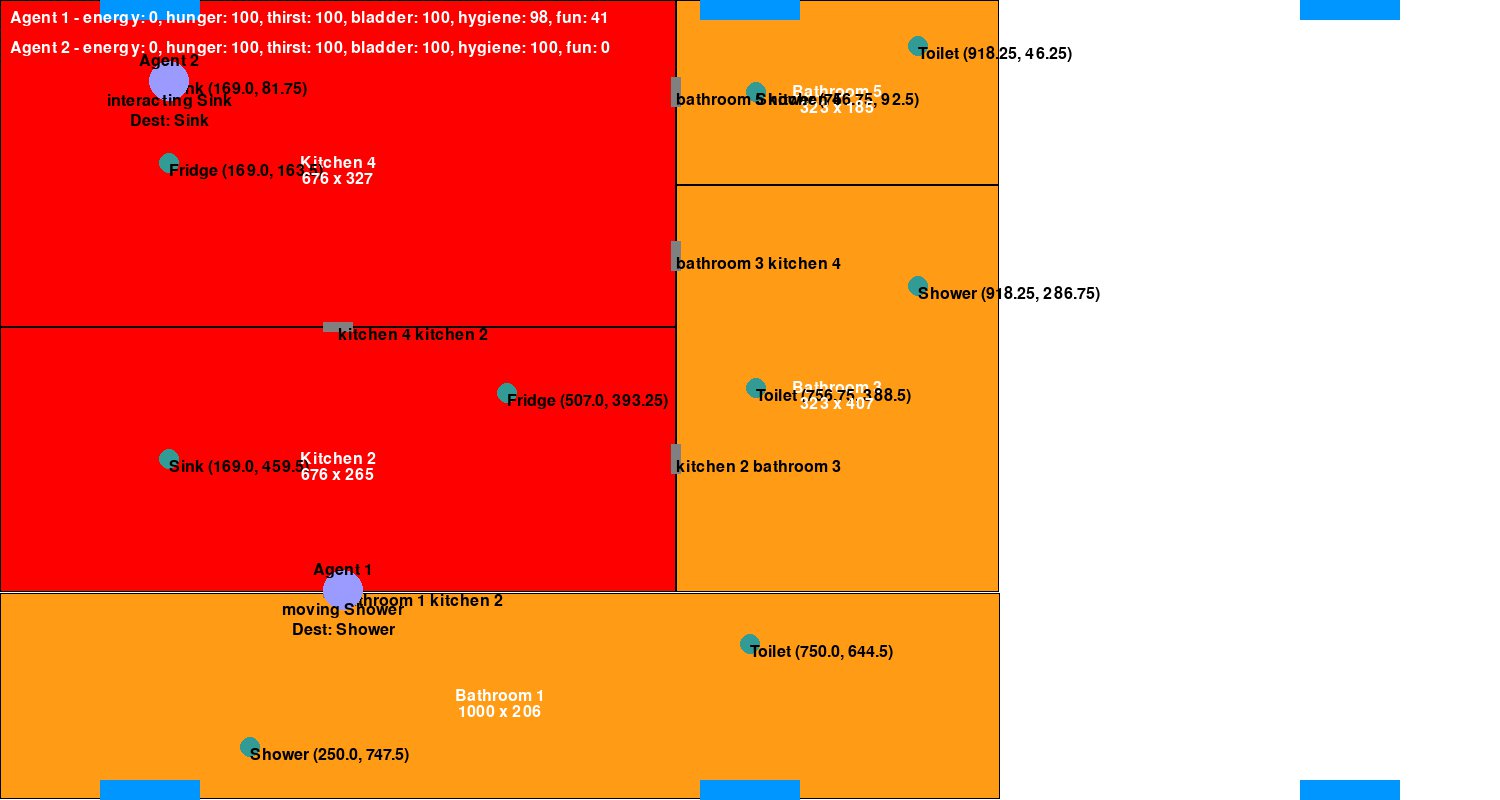 Agent 1 - energy: 0, hunger: 100, thirst: 100, bladder: 100, hygiene: 98, fun: 41
Agent 2 - energy: 0, hunger: 100, thirst: 100, bladder: 100, hygiene: 100, fun: 0
Toilet (918.25, 46.25)
Agent 2
(169.0, 81.75)
interacting Sink
Dest: Sink
Bathroom 5
323 x 185
bathroom 5 kitchen 4
Shower (756.75, 92.5)
Kitchen 4
676 x 327
Fridge (169.0, 163.5)
bathroom 3 kitchen 4
Shower (918.25, 286.75)
kitchen 4 kitchen 2
Bathroom 3
323 x 407
Toilet (756.75, 388.5)
Fridge (507.0, 393.25)
Kitchen 2
676 x 265
Sink (169.0, 459.5)
kitchen 2 bathroom 3
Agent 1
bathroom 1 kitchen 2
moving Shower
Dest: Shower
Toilet (750.0, 644.5)
Bathroom 1
1000 x 206
Shower (250.0, 747.5)